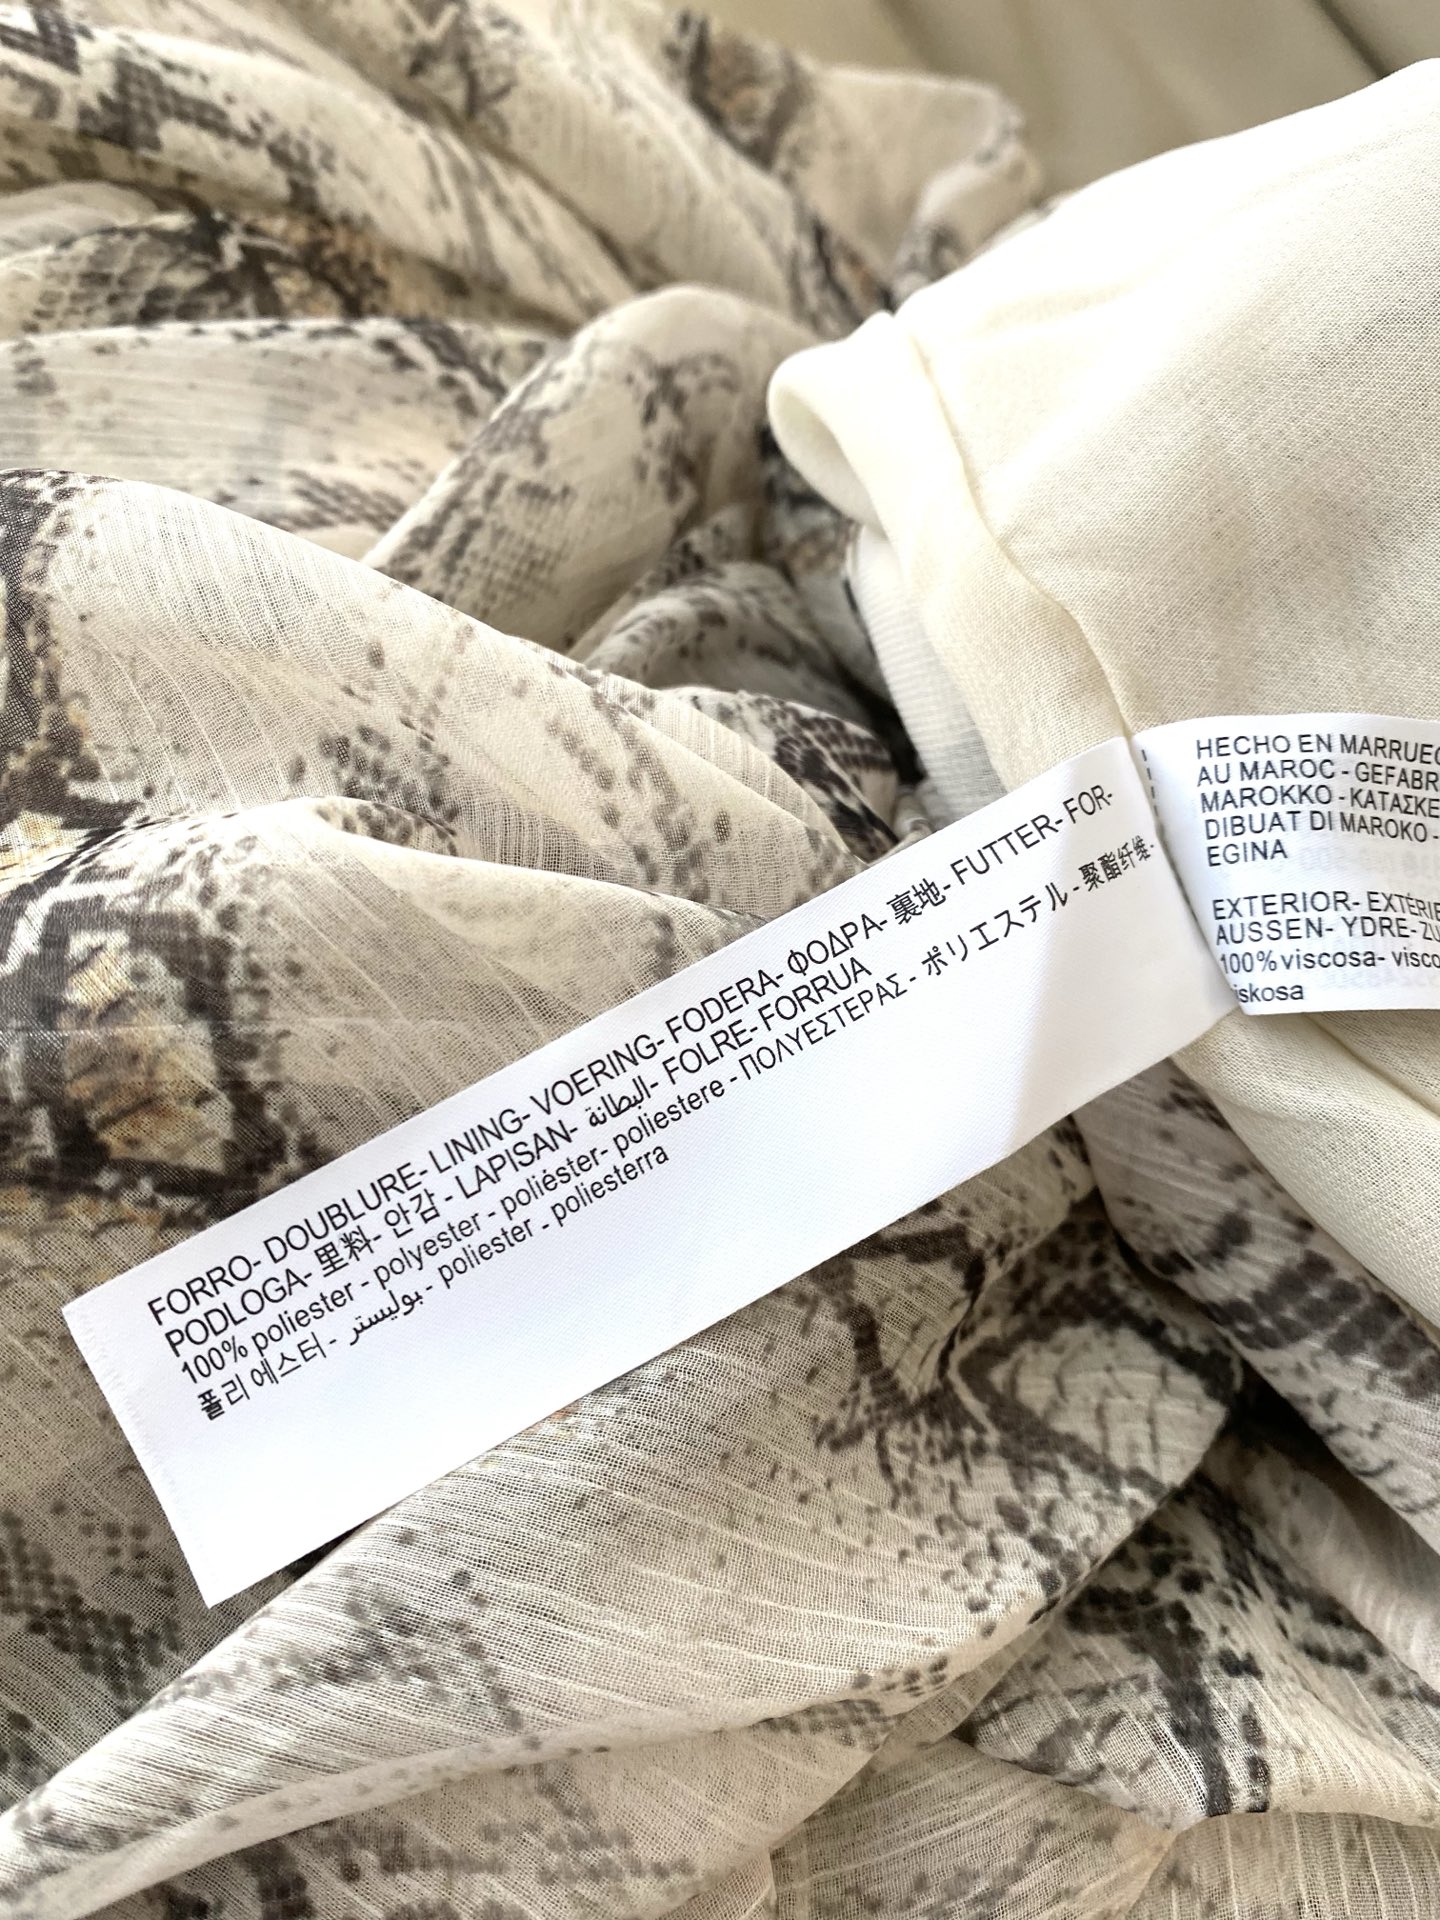 FORRO- DOUBLURE- LINING- VOERING- FODERA- ΦΟΔΡΑ- 裏地- FUTTER- FOR-
PODLOGA- 里料- 안감 - LAPISAN- البطانة- FOLRE- FORRUA
100% poliester - polyester - poliéster- poliestere - ΠΟΛΥΕΣΤΕΡΑΣ - ポリエステル - 聚酯纤维-
폴리에스터- بوليستر - poliester - poliesterra
HECHO EN MARRUEC
AU MAROC - GEFABR
MAROKKO - ΚΑΤΑΣΚΕ
DIBUAT DI MAROKO -
EGINA
EXTERIOR- EXTÉRIE
AUSSEN- YDRE- ZU
100% viscosa- visco
iskosa